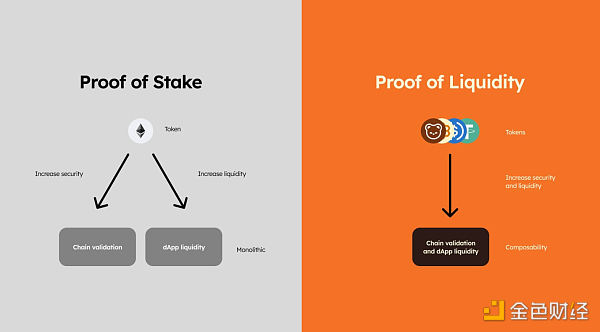 Proof of Stake
Token
Increase security
Increase liquidity
Chain validation
dApp liquidity
Monolithic
Proof of Liquidity
Tokens
Increase security
and liquidity
Chain validation
and dApp liquidity
Composability
金色财经